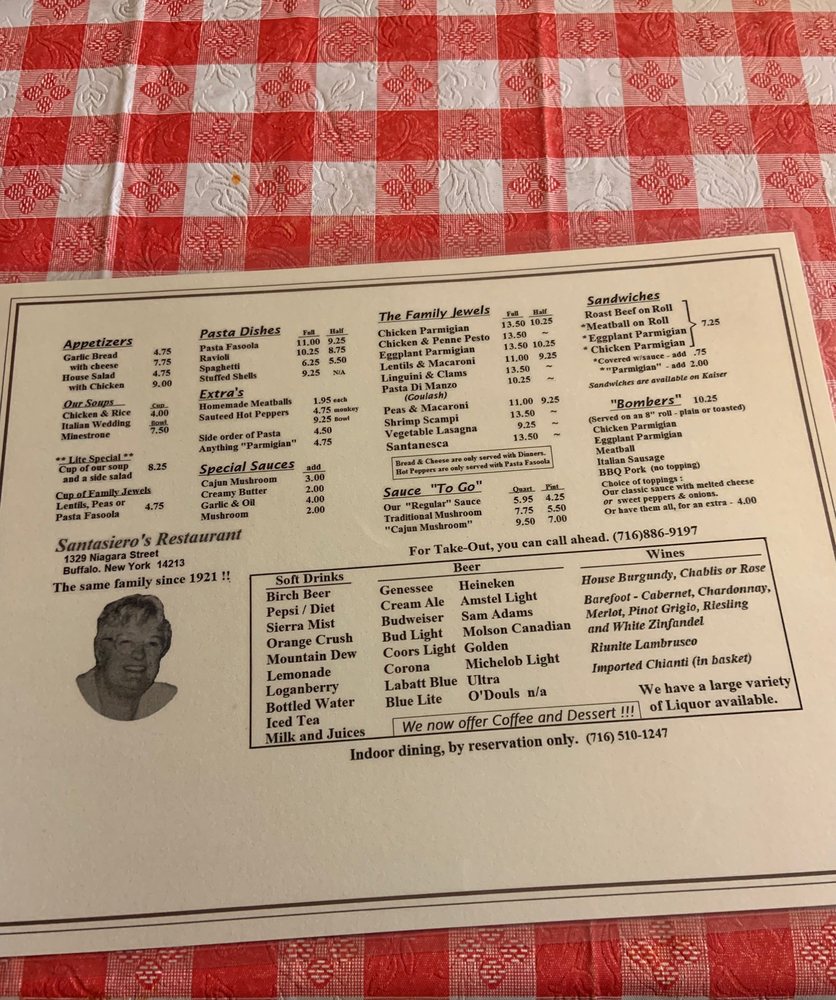 Appetizers
Garlic Bread 4.75
with cheese 7.75
House Salad 4.75
with Chicken 9.00
Our Soups Cup
Chicken & Rice 4.00
Italian Wedding Bowl
Minestrone 7.50
** Lite Special **
Cup of our soup 8.25
and a side salad
Cup of Family Jewels
Lentils, Peas or 4.75
Pasta Fasoola
Pasta Dishes Full Half
Pasta Fasoola 11.00 9.25
Ravioli 10.25 8.75
Spaghetti 6.25 5.50
Stuffed Shells 9.25 N/A
Extra's
Homemade Meatballs 1.95 each
Sauteed Hot Peppers 4.75 monkey
9.25 Bowl
Side order of Pasta 4.50
Anything "Parmigian" 4.75
Special Sauces add
Cajun Mushroom 3.00
Creamy Butter 2.00
Garlic & Oil 4.00
Mushroom 2.00
The Family Jewels Full Half
Chicken Parmigian 13.50 10.25
Chicken & Penne Pesto 13.50 ~
Eggplant Parmigian 13.50 10.25
Lentils & Macaroni 11.00 9.25
Linguini & Clams 13.50 ~
Pasta Di Manzo 10.25 ~
(Goulash)
Peas & Macaroni 11.00 9.25
Shrimp Scampi 13.50 ~
Vegetable Lasagna 9.25 ~
Santanesca 13.50 ~
Bread & Cheese are only served with Dinners.
Hot Peppers are only served with Pasta Fasoola
Sauce "To Go" Quart Pint
Our "Regular" Sauce 5.95 4.25
Traditional Mushroom 7.75 5.50
"Cajun Mushroom" 9.50 7.00
Sandwiches
Roast Beef on Roll
*Meatball on Roll
*Eggplant Parmigian 7.25
* Chicken Parmigian
*Covered w/sauce - add .75
*"Parmigian" - add 2.00
Sandwiches are available on Kaiser
"Bombers" 10.25
(Served on an 8" roll - plain or toasted)
Chicken Parmigian
Eggplant Parmigian
Meatball
Italian Sausage
BBQ Pork (no topping)
Choice of toppings :
Our classic sauce with melted cheese
or sweet peppers & onions.
Or have them all, for an extra - 4.00
Santasiero's Restaurant
1329 Niagara Street
Buffalo. New York 14213
The same family since 1921 !!
For Take-Out, you can call ahead. (716)886-9197
Soft Drinks
Birch Beer
Pepsi / Diet
Sierra Mist
Orange Crush
Mountain Dew
Lemonade
Loganberry
Bottled Water
Iced Tea
Milk and Juices
Beer
Genessee Heineken
Cream Ale Amstel Light
Budweiser Sam Adams
Bud Light Molson Canadian
Coors Light Golden
Corona Michelob Light
Labatt Blue Ultra
Blue Lite O'Douls n/a
Wines
House Burgundy, Chablis or Rose
Barefoot - Cabernet, Chardonnay,
Merlot, Pinot Grigio, Riesling
and White Zinfandel
Riunite Lambrusco
Imported Chianti (in basket)
We have a large variety
of Liquor available.
We now offer Coffee and Dessert !!!
Indoor dining, by reservation only. (716) 510-1247